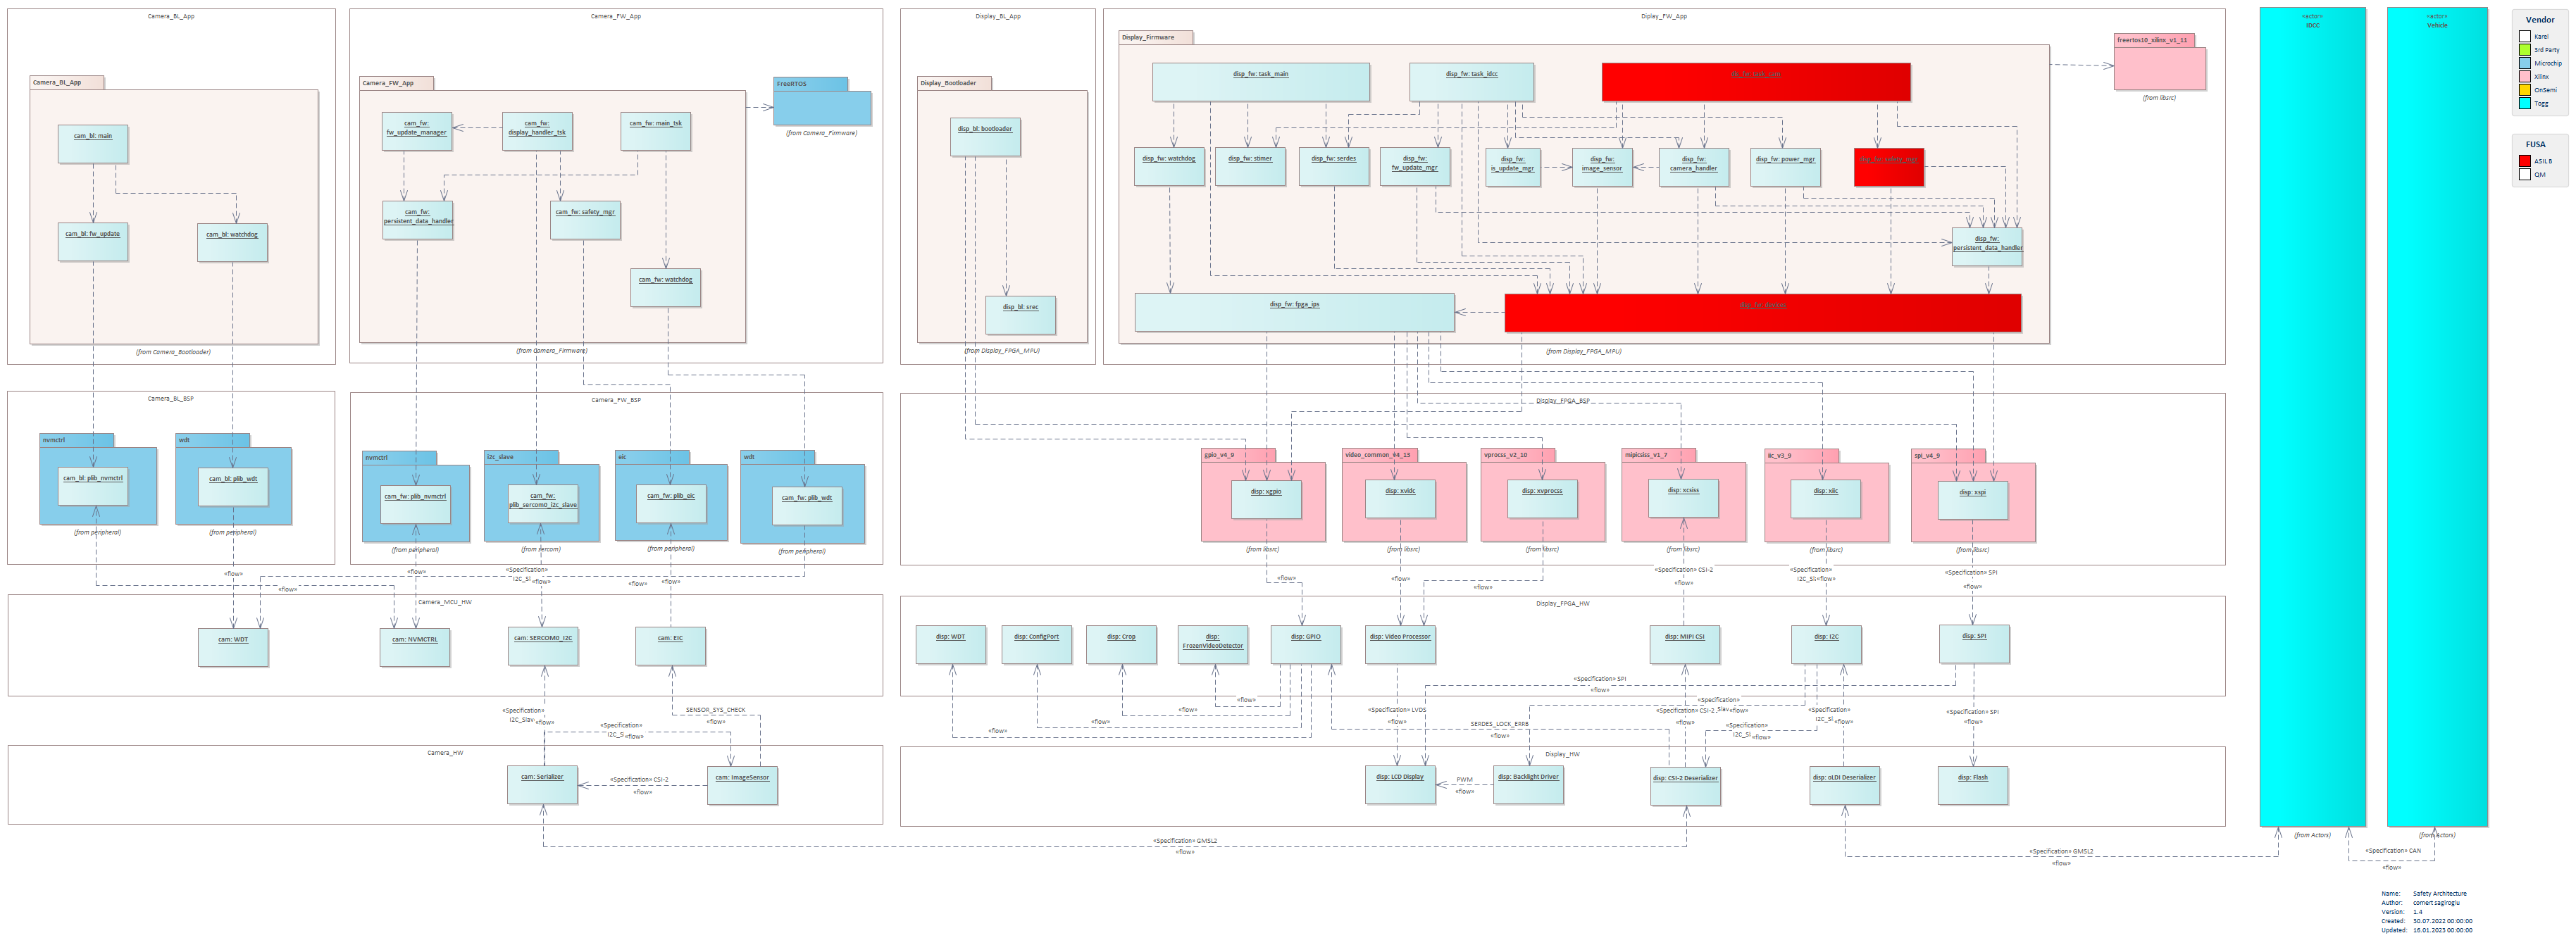 Camera_BL_App
Camera_BL_App
cam_bl: main
cam_bl: fw_update
cam_bl: watchdog
(from Camera_Bootloader)
Camera_FW_App
Camera_FW_App
cam_fw:
fw_update_manager
cam_fw:
display_handler_tsk
cam_fw: main_tsk
cam_fw:
persistent_data_handler
cam_fw: safety_mgr
cam_fw: watchdog
(from Camera_Firmware)
FreeRTOS
(from Camera_Firmware)
Display_BL_App
Display_Bootloader
disp_bl: bootloader
disp_bl: srec
(from Display_FPGA_MPU)
Diplay_FW_App
Display_Firmware
disp_fw: task_main
disp_fw: task_idcc
disp_fw: watchdog
disp_fw: stimer
disp_fw: serdes
disp_fw:
fw_update_mgr
disp_fw:
is_update_mgr
disp_fw:
image_sensor
disp_fw:
camera_handler
disp_fw: power_mgr
disp_fw: safety_mgr
disp_fw:
persistent_data_handler
disp_fw: fpga_ips
(from Display_FPGA_MPU)
freertos10_xilinx_v1_11
(from libsrc)
«actor»
IDCC
(from Actors)
«actor»
Vehicle
(from Actors)
Vendor
Karel
3rd Party
Microchip
Xilinx
OnSemi
Togg
FUSA
ASIL B
QM
Camera_BL_BSP
nvmctrl
cam_bl: plib_nvmctrl
(from peripheral)
wdt
cam_bl: plib_wdt
(from peripheral)
Camera_FW_BSP
nvmctrl
cam_fw: plib_nvmctrl
(from peripheral)
i2c_slave
cam_fw:
plib_sercom0_i2c_slave
(from sercom)
eic
cam_fw: plib_eic
(from peripheral)
wdt
cam_fw: plib_wdt
(from peripheral)
Display_FPGA_BSP
gpio_v4_9
disp: xgpio
(from libsrc)
video_common_v4_13
disp: xvidc
(from libsrc)
vprocss_v2_10
disp: xvprocss
(from libsrc)
mipicsiss_v1_7
disp: xcsiss
(from libsrc)
iic_v3_9
disp: xiic
(from libsrc)
spi_v4_9
disp: xspi
(from libsrc)
«flow»
«flow»
«flow»
«Specification»
I2C_Sl
«flow»
«flow»
«flow»
«flow»
«flow»
«flow»
«Specification» CSI-2
«flow»
«Specification»
I2C_Sl
«flow»
«Specification» SPI
«flow»
Camera_MCU_HW
cam: WDT
cam: NVMCTRL
cam: SERCOM0_I2C
cam: EIC
Display_FPGA_HW
disp: WDT
disp: ConfigPort
disp: Crop
disp:
FrozenVideoDetector
disp: GPIO
disp: Video Processor
disp: MIPI CSI
disp: I2C
disp: SPI
«Specification» SPI
«flow»
«flow»
«flow»
«flow»
«flow»
«Specification»
I2C_Slav
«flow»
«Specification»
I2C_S
«flow»
SENSOR_SYS_CHECK
«flow»
SERDES_LOCK_ERRB
«flow»
«Specification» LVDS
«flow»
«Specification» CSI-2
«flow»
«Specification»
«flow»
«Specification»
I2C_Sl
«flow»
«Specification»
I2C_Sl
«flow»
«Specification» SPI
«flow»
Camera_HW
cam: Serializer
«Specification» CSI-2
«flow»
cam: ImageSensor
Display_HW
disp: LCD Display
PWM
«flow»
disp: Backlight Driver
disp: CSI-2 Deserializer
disp: oLDI Deserializer
disp: Flash
«Specification» GMSL2
«flow»
«Specification» GMSL2
«flow»
«Specification» CAN
«flow»
Name: Safety Architecture
Author: comert sagiroglu
Version: 1.4
Created: 30.07.2022 00:00:00
Updated: 16.01.2023 00:00:00